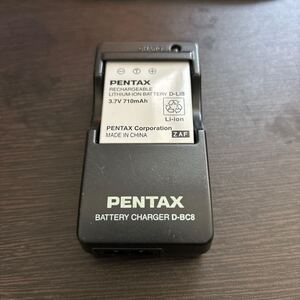 PENTAX
RECHARGEABLE
LITHIUM-ION BATTERY D-LI8
3.7V 710mAh
Li-ion
PENTAX Corporation
MADE IN CHINA
ZAF
PENTAX
BATTERY CHARGER D-BC8